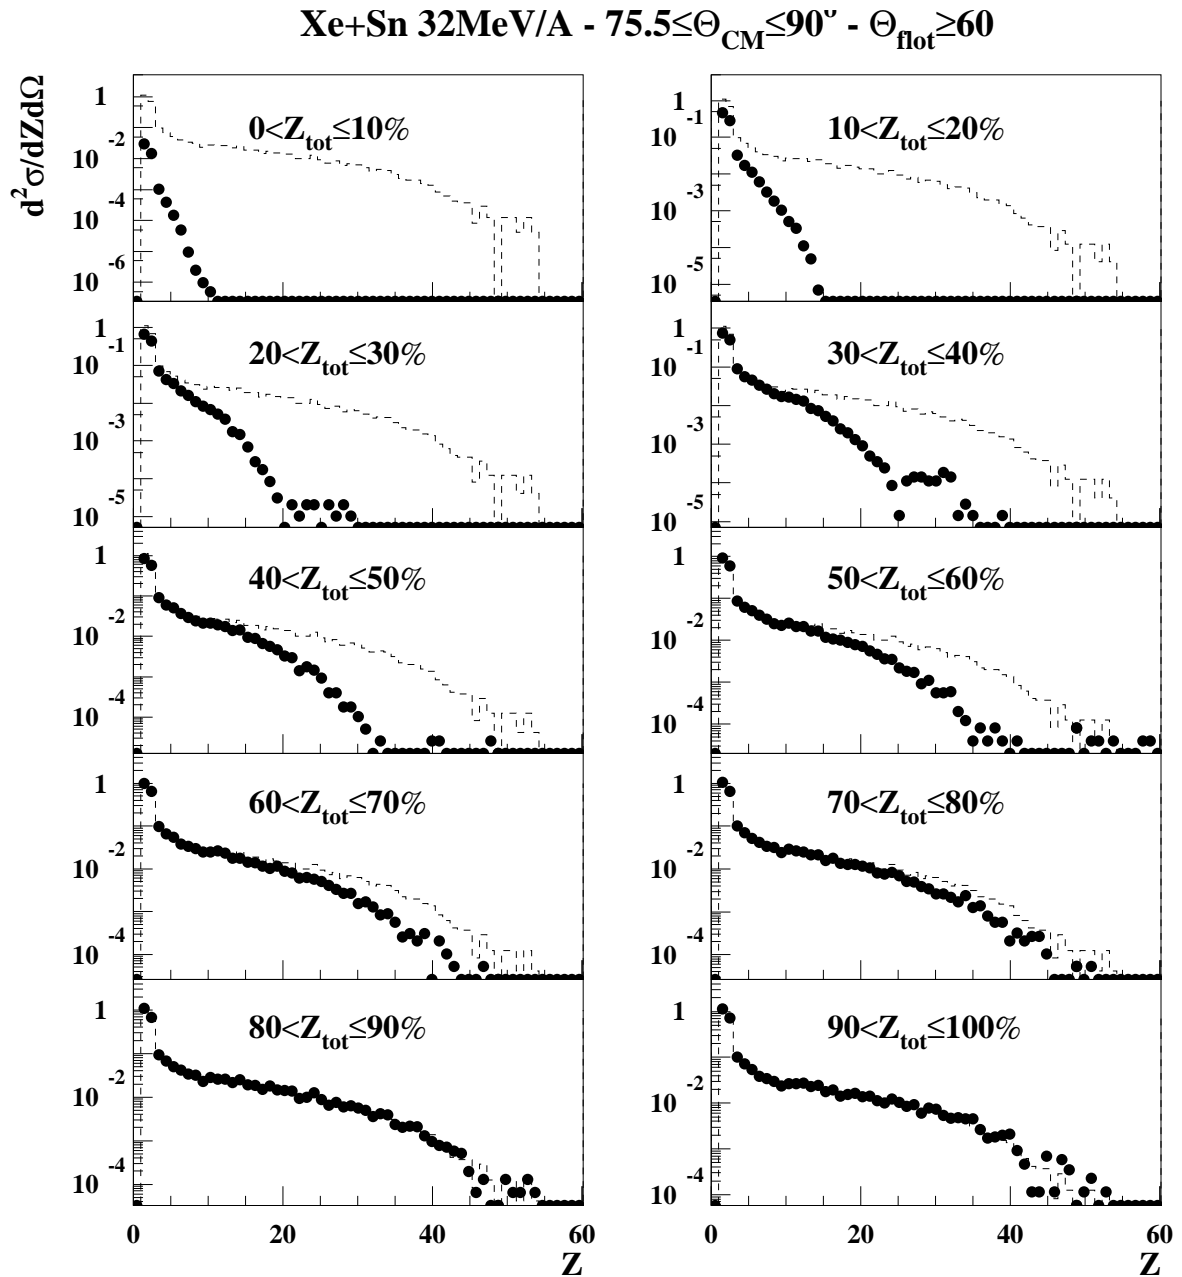 Xe+Sn 32MeV/A - 75.5≤Θ_CM≤90° - Θ_flot≥60
d²σ/dZdΩ
0<Z_tot≤10%
1
10^-2
10^-4
10^-6
10<Z_tot≤20%
1
10^-1
10^-3
10^-5
20<Z_tot≤30%
1
10^-1
10^-3
10^-5
30<Z_tot≤40%
1
10^-1
10^-3
10^-5
40<Z_tot≤50%
1
10^-2
10^-4
50<Z_tot≤60%
1
10^-2
10^-4
60<Z_tot≤70%
1
10^-2
10^-4
70<Z_tot≤80%
1
10^-2
10^-4
80<Z_tot≤90%
1
10^-2
10^-4
90<Z_tot≤100%
1
10^-2
10^-4
0 20 40 60
Z
0 20 40 60
Z